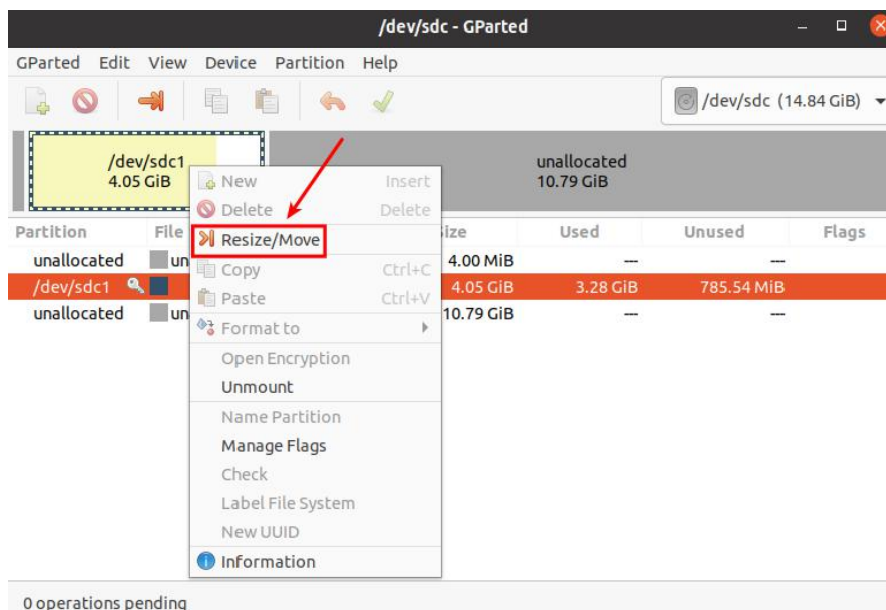 /dev/sdc - GParted
GParted Edit View Device Partition Help
/dev/sdc (14.84 GiB)
/dev/sdc1
4.05 GiB
unallocated
10.79 GiB
New Insert
Delete Delete
Resize/Move
Copy Ctrl+C
Paste Ctrl+V
Format to
Open Encryption
Unmount
Name Partition
Manage Flags
Check
Label File System
New UUID
Information
Partition File Used Unused Flags
unallocated 4.00 MiB --- ---
/dev/sdc1 4.05 GiB 3.28 GiB 785.54 MiB
unallocated 10.79 GiB --- ---
0 operations pending